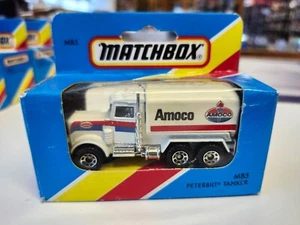 MB5
MATCHBOX
Amoco
AMOCO
MB5
PETERBILT TANKER